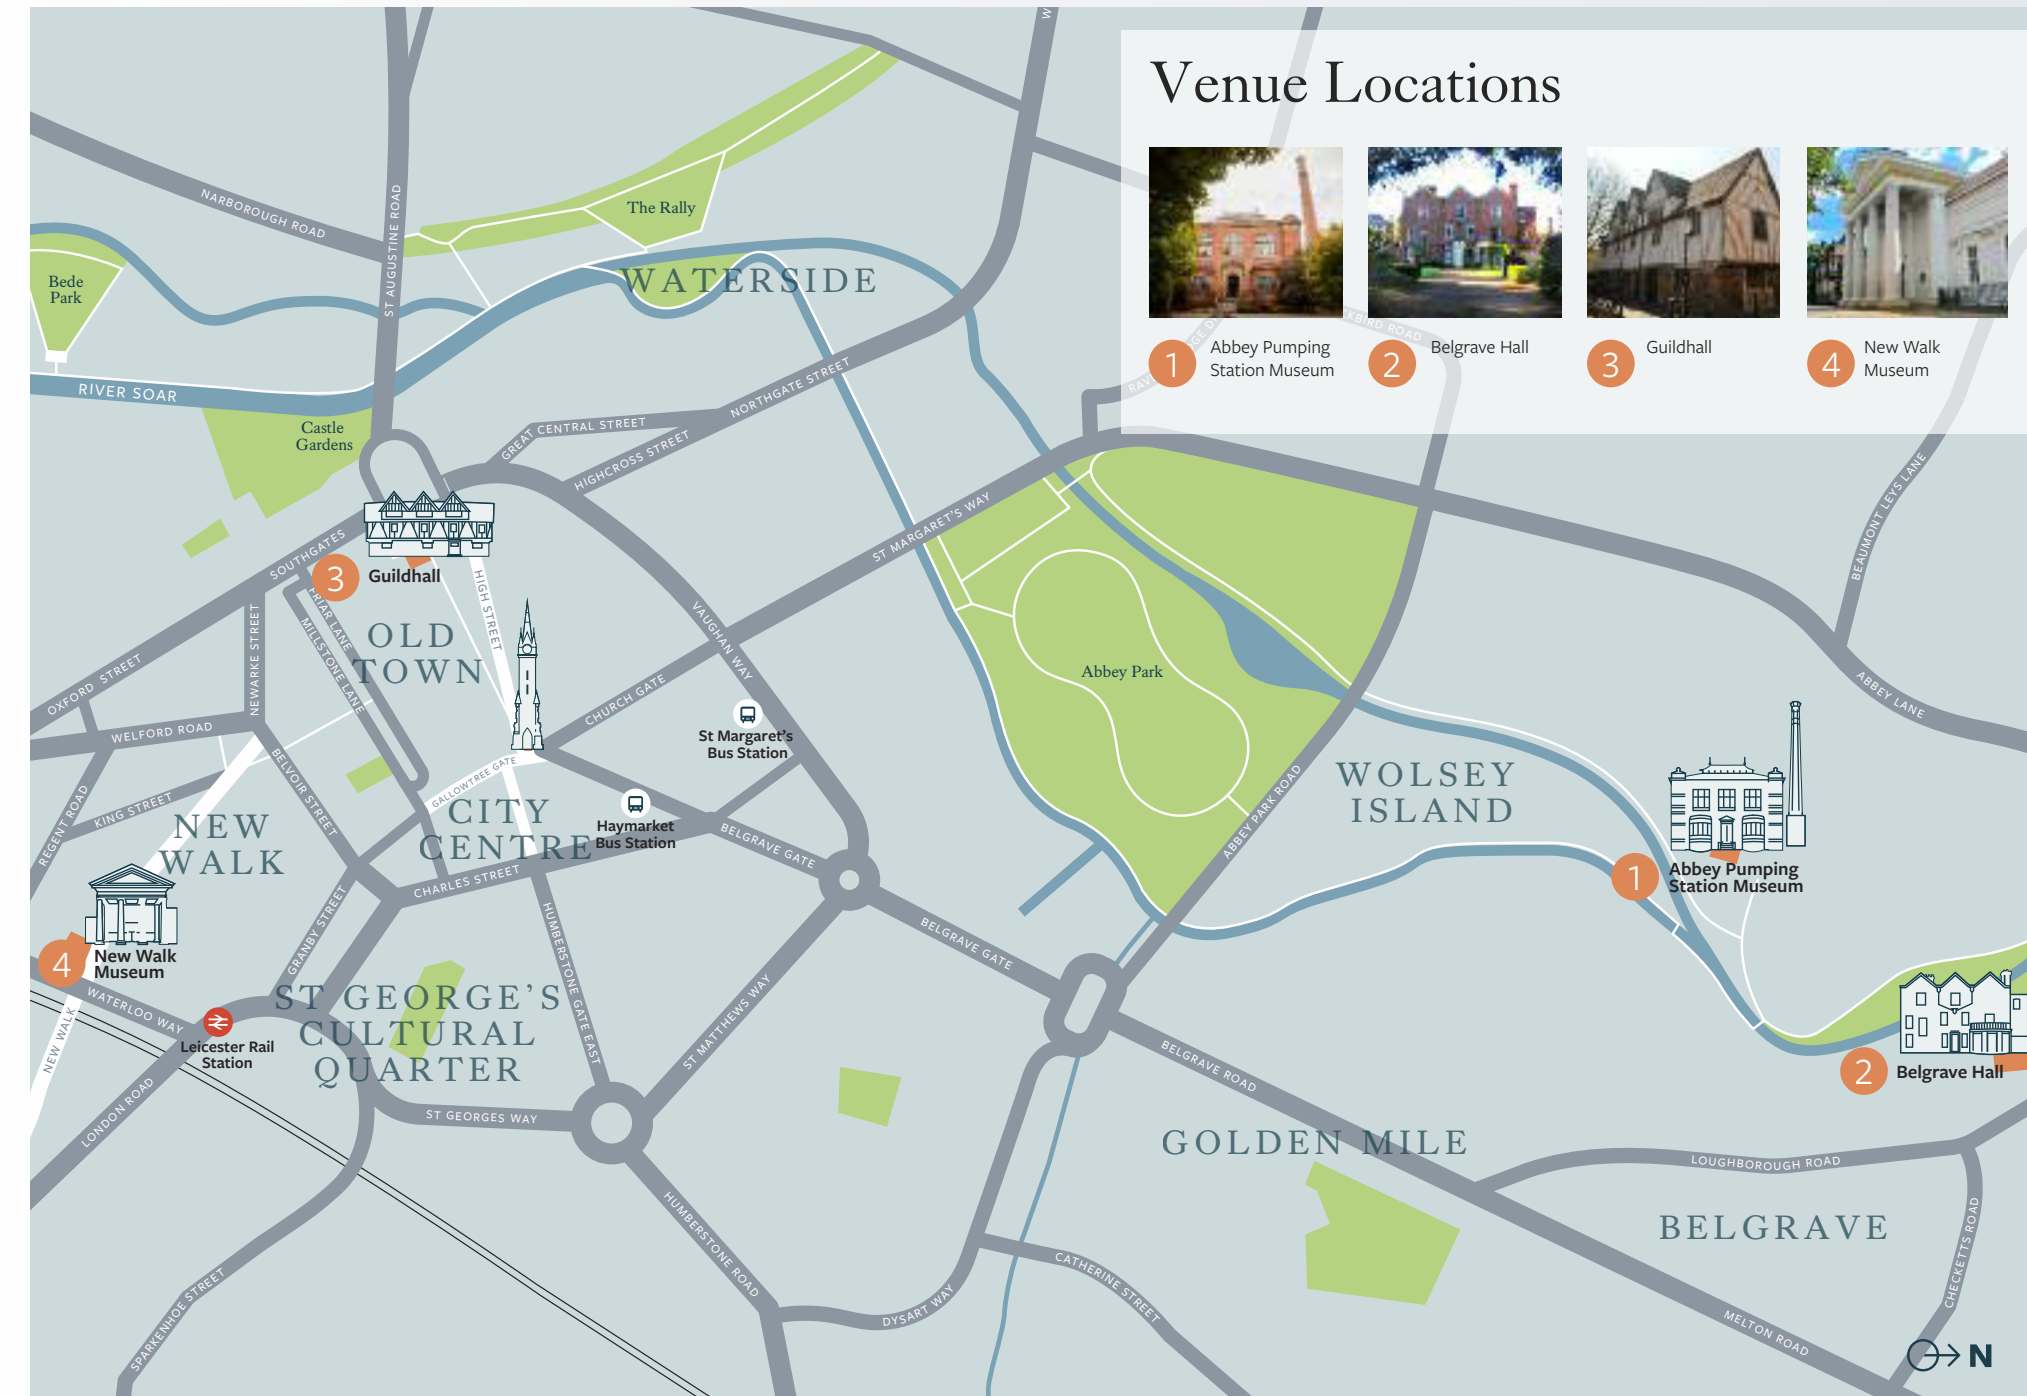 Venue Locations
1
Abbey Pumping
Station Museum
2
Belgrave Hall
3
Guildhall
4
New Walk
Museum
W
NARBOROUGH ROAD
ST AUGUSTINE ROAD
The Rally
Bede
Park
WATERSIDE
RIVER SOAR
Castle
Gardens
GREAT CENTRAL STREET
NORTHGATE STREET
HIGHCROSS STREET
ST MARGARET'S WAY
BEAUMONT LEYS LANE
SOUTHGATES
3
Guildhall
HIGH STREET
FRIAR LANE
MILLSTONE LANE
OLD
TOWN
NEWARKE STREET
OXFORD STREET
WELFORD ROAD
VAUGHAN WAY
CHURCH GATE
St Margaret's
Bus Station
Abbey Park
ABBEY LANE
REGENT ROAD
KING STREET
BELVOIR STREET
GALLOWTREE GATE
CITY
CENTRE
Haymarket
Bus Station
BELGRAVE GATE
ABBEY PARK ROAD
WOLSEY
ISLAND
NEW
WALK
CHARLES STREET
1
Abbey Pumping
Station Museum
GRANBY STREET
HUMBERSTONE GATE EAST
BELGRAVE GATE
4
New Walk
Museum
WATERLOO WAY
NEW WALK
Leicester Rail
Station
ST GEORGE'S
CULTURAL
QUARTER
ST MATTHEWS WAY
LONDON ROAD
ST GEORGES WAY
BELGRAVE ROAD
2
Belgrave Hall
GOLDEN MILE
LOUGHBOROUGH ROAD
BELGRAVE
CHECKETTS ROAD
HUMBERSTONE ROAD
SPARKENHOE STREET
DYSART WAY
CATHERINE STREET
MELTON ROAD
N